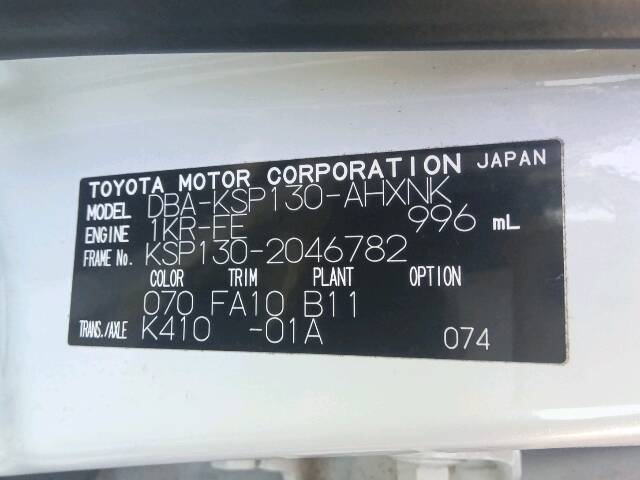 TOYOTA MOTOR CORPORATION JAPAN
MODEL DBA-KSP130-AHXNK
ENGINE 1KR-FE 996 mL
FRAME No. KSP130-2046782
COLOR TRIM PLANT OPTION
070 FA10 B11
TRANS./AXLE K410 -01A 074